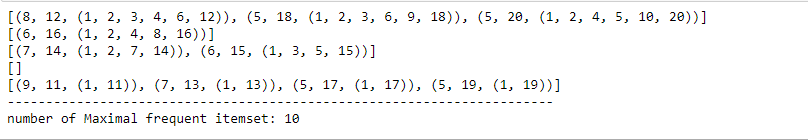 [(8, 12, (1, 2, 3, 4, 6, 12)), (5, 18, (1, 2, 3, 6, 9, 18)), (5, 20, (1, 2, 4, 5, 10, 20))]
[(6, 16, (1, 2, 4, 8, 16))]
[(7, 14, (1, 2, 7, 14)), (6, 15, (1, 3, 5, 15))]
[]
[(9, 11, (1, 11)), (7, 13, (1, 13)), (5, 17, (1, 17)), (5, 19, (1, 19))]
-----------------------------------------------------------------------
number of Maximal frequent itemset: 10